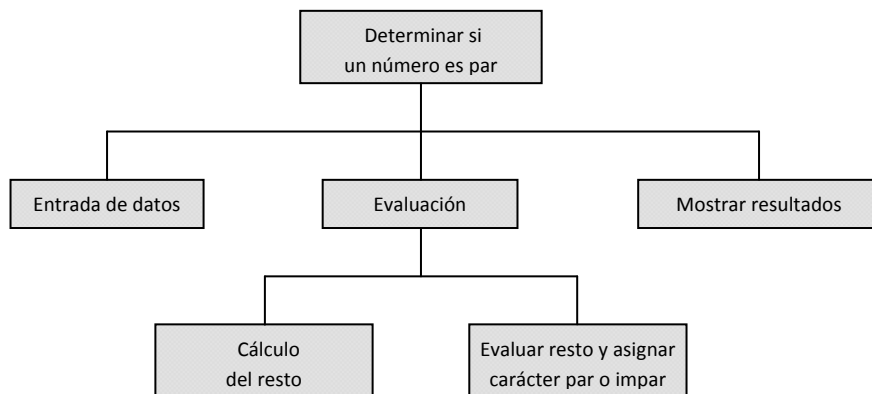 Determinar si
un número es par
Entrada de datos
Evaluación
Mostrar resultados
Cálculo
del resto
Evaluar resto y asignar
carácter par o impar